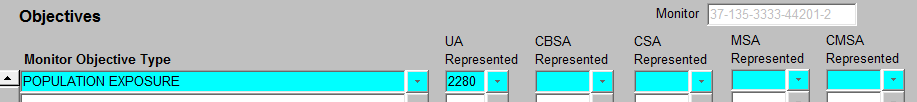 Objectives
Monitor 37-135-3333-44201-2
Monitor Objective Type UA Represented CBSA Represented CSA Represented MSA Represented CMSA Represented
POPULATION EXPOSURE 2280